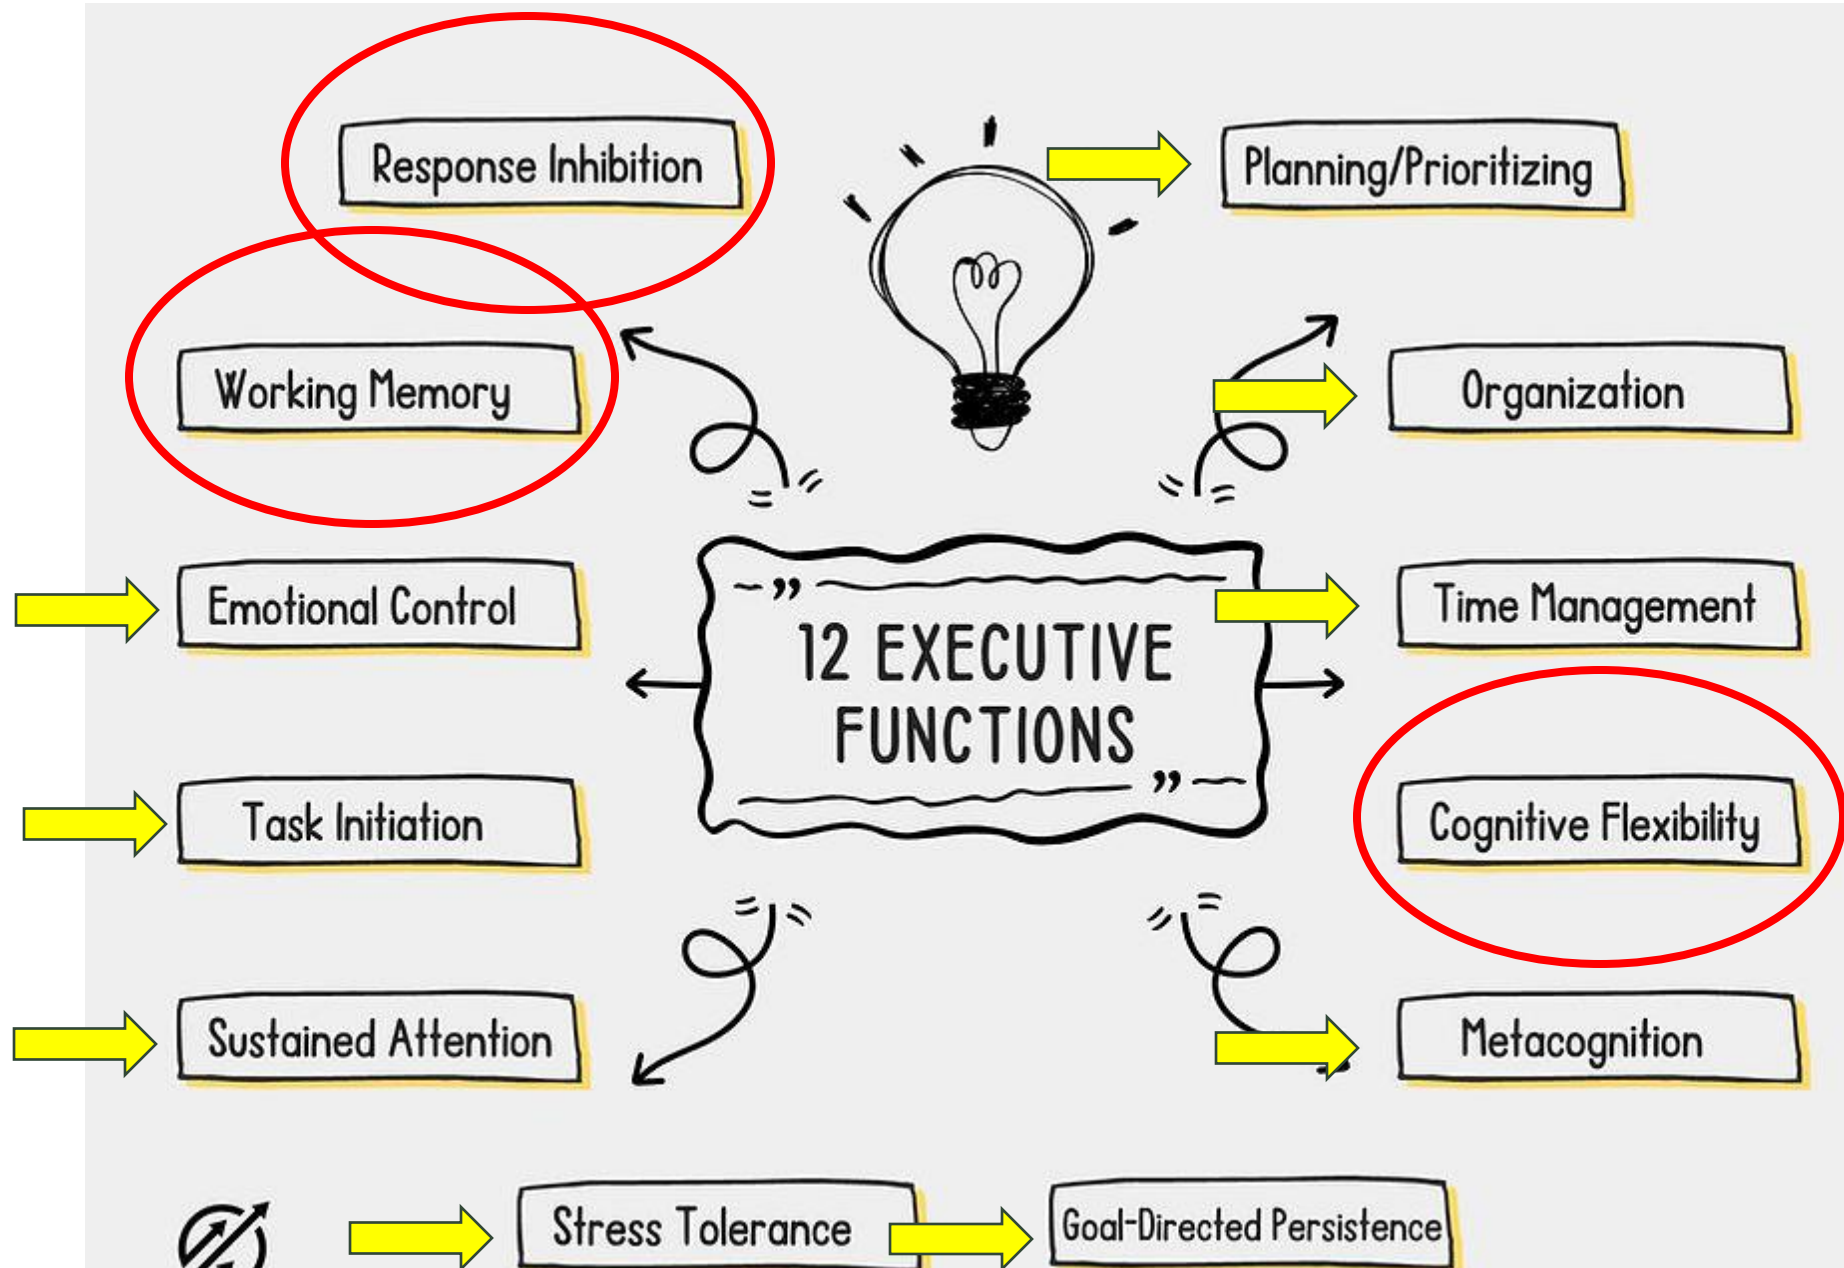 Response Inhibition
Planning/Prioritizing
Working Memory
Organization
Emotional Control
Time Management
”
12 EXECUTIVE
FUNCTIONS
”
Task Initiation
Cognitive Flexibility
Sustained Attention
Metacognition
Stress Tolerance
Goal-Directed Persistence